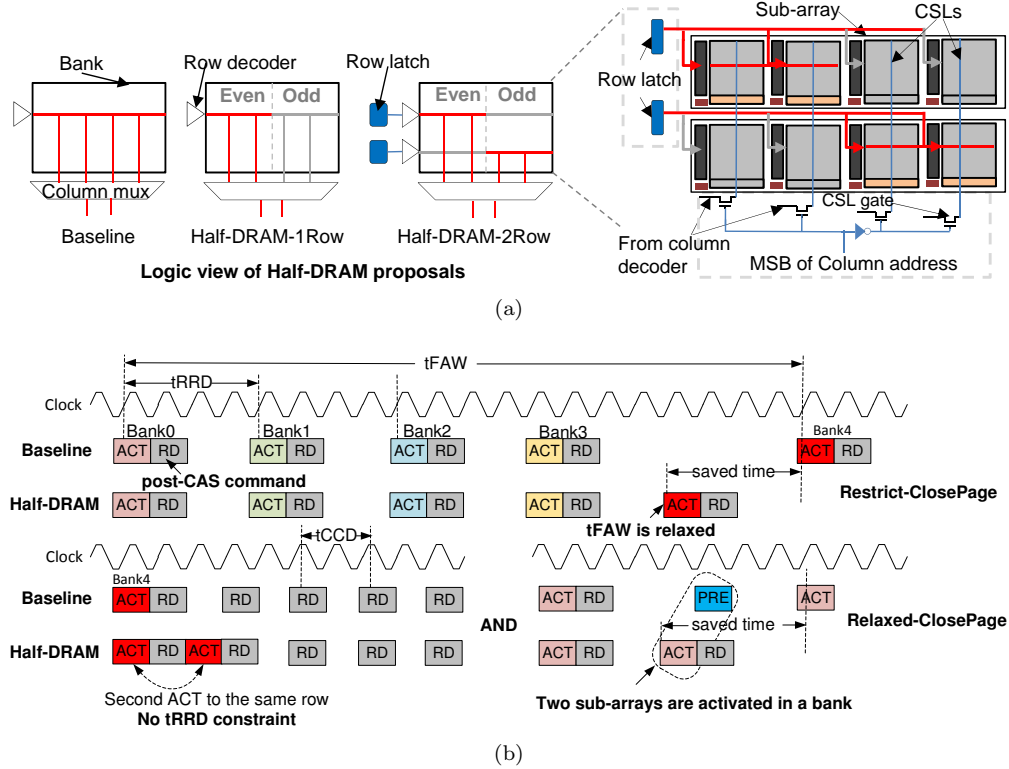 Bank
Row decoder
Row latch
Even Odd
Even Odd
Column mux
Baseline
Half-DRAM-1Row
Half-DRAM-2Row
Logic view of Half-DRAM proposals
Sub-array
CSLs
Row latch
CSL gate
From column
decoder
MSB of Column address
(a)
tFAW
tRRD
Clock
Bank0 Bank1 Bank2 Bank3 Bank4
Baseline ACT RD ACT RD ACT RD ACT RD ACT RD
post-CAS command
saved time
Restrict-ClosePage
Half-DRAM ACT RD ACT RD ACT RD ACT RD ACT RD
tFAW is relaxed
tCCD
Clock
Bank4
Baseline ACT RD RD RD RD RD
AND
ACT RD PRE ACT
Relaxed-ClosePage
saved time
Half-DRAM ACT RD ACT RD RD RD RD
ACT RD ACT RD
Second ACT to the same row
No tRRD constraint
Two sub-arrays are activated in a bank
(b)